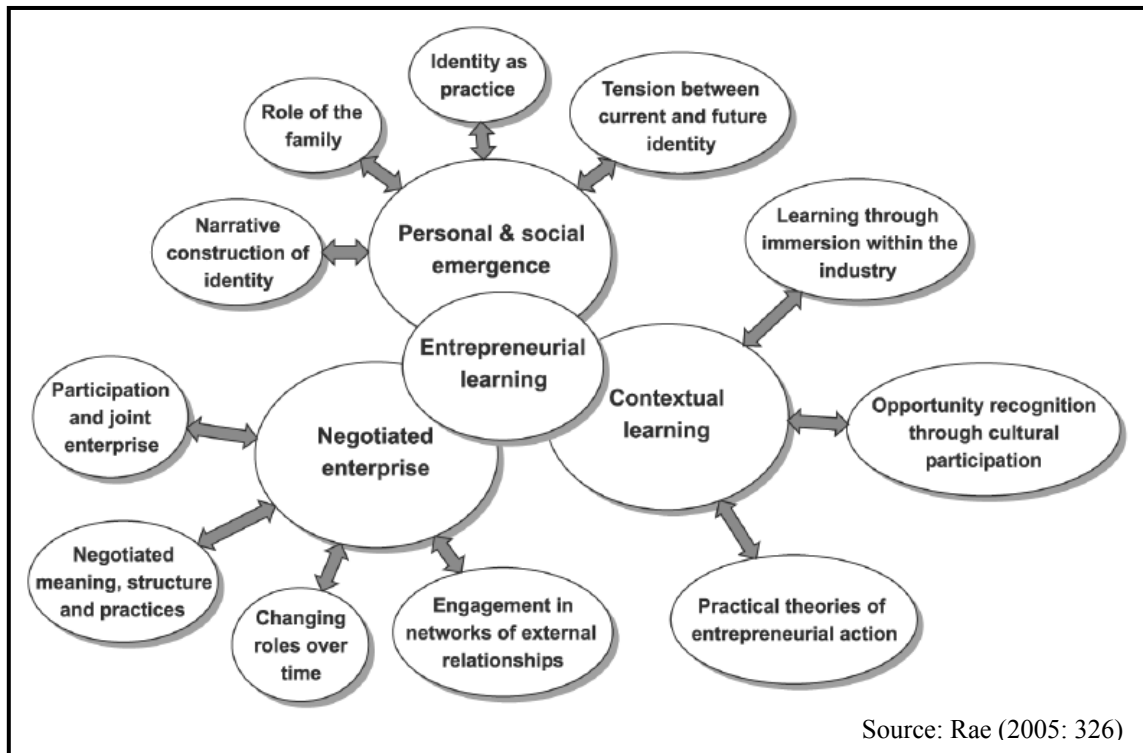 Identity as
practice
Role of the
family
Tension between
current and future
identity
Narrative
construction of
identity
Personal & social
emergence
Learning through
immersion within the
industry
Entrepreneurial
learning
Contextual
learning
Opportunity recognition
through cultural
participation
Participation
and joint
enterprise
Negotiated
enterprise
Negotiated
meaning, structure
and practices
Changing
roles over
time
Engagement in
networks of external
relationships
Practical theories of
entrepreneurial action
Source: Rae (2005: 326)